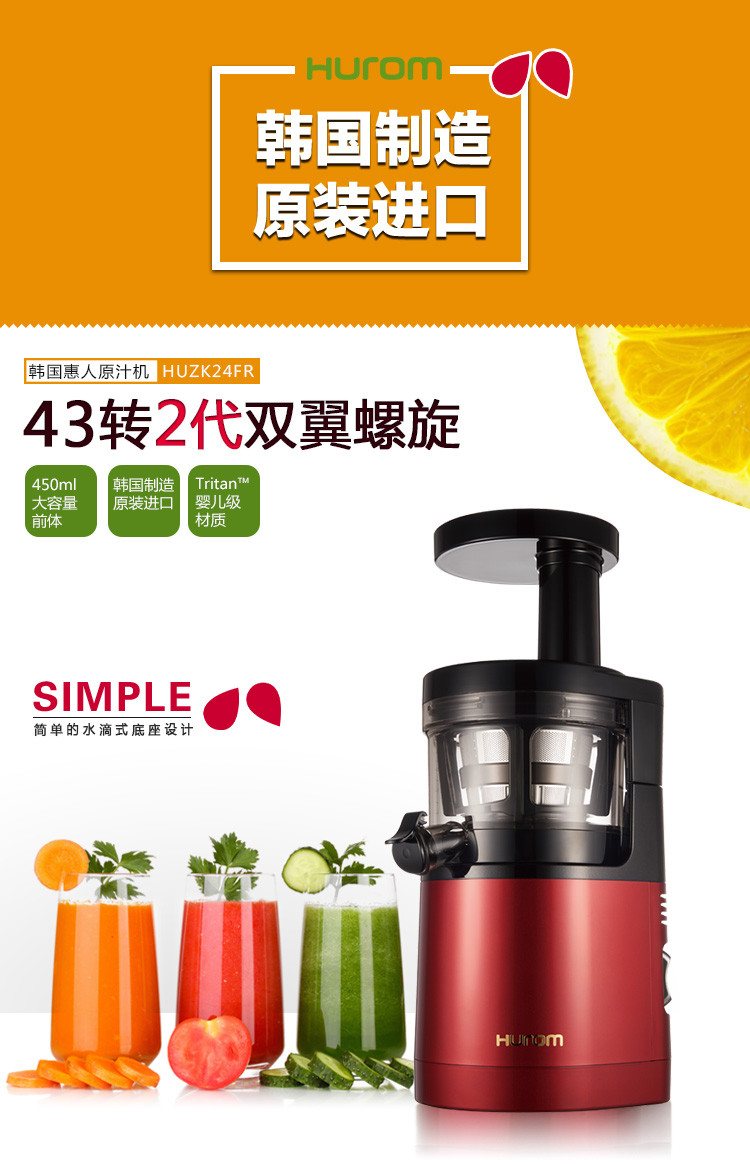 HUROM
韩国制造
原装进口
韩国惠人原汁机 HUZK24FR
43转2代双翼螺旋
450ml
大容量
前体
韩国制造
原装进口
Tritan™
婴儿级
材质
SIMPLE
简单的水滴式底座设计
HUROM